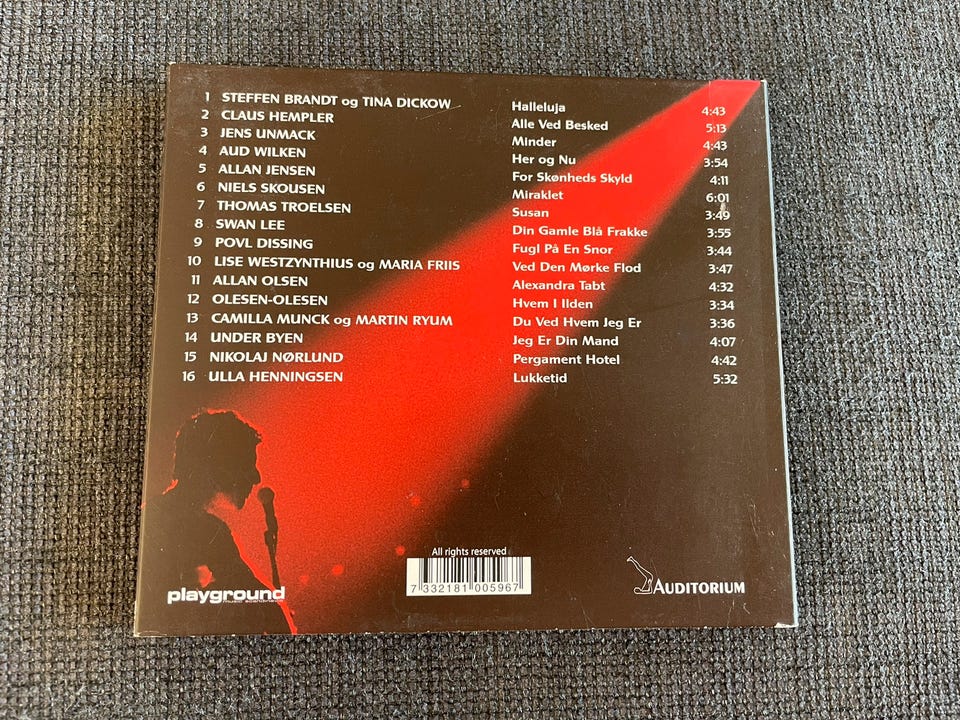 1 STEFFEN BRANDT og TINA DICKOW Halleluja 4:43
2 CLAUS HEMPLER Alle Ved Besked 5:13
3 JENS UNMACK Minder 4:43
4 AUD WILKEN Her og Nu 3:54
5 ALLAN JENSEN For Skønheds Skyld 4:11
6 NIELS SKOUSEN Miraklet 6:01
7 THOMAS TROELSEN Susan 3:49
8 SWAN LEE Din Gamle Blå Frakke 3:55
9 POVL DISSING Fugl På En Snor 3:44
10 LISE WESTZYNTHIUS og MARIA FRIIS Ved Den Mørke Flod 3:47
11 ALLAN OLSEN Alexandra Tabt 4:32
12 OLESEN-OLESEN Hvem I Ilden 3:34
13 CAMILLA MUNCK og MARTIN RYUM Du Ved Hvem Jeg Er 3:36
14 UNDER BYEN Jeg Er Din Mand 4:07
15 NIKOLAJ NØRLUND Pergament Hotel 4:42
16 ULLA HENNINGSEN Lukketid 5:32
All rights reserved
7 332181 005967
playground
music scandinavia
AUDITORIUM